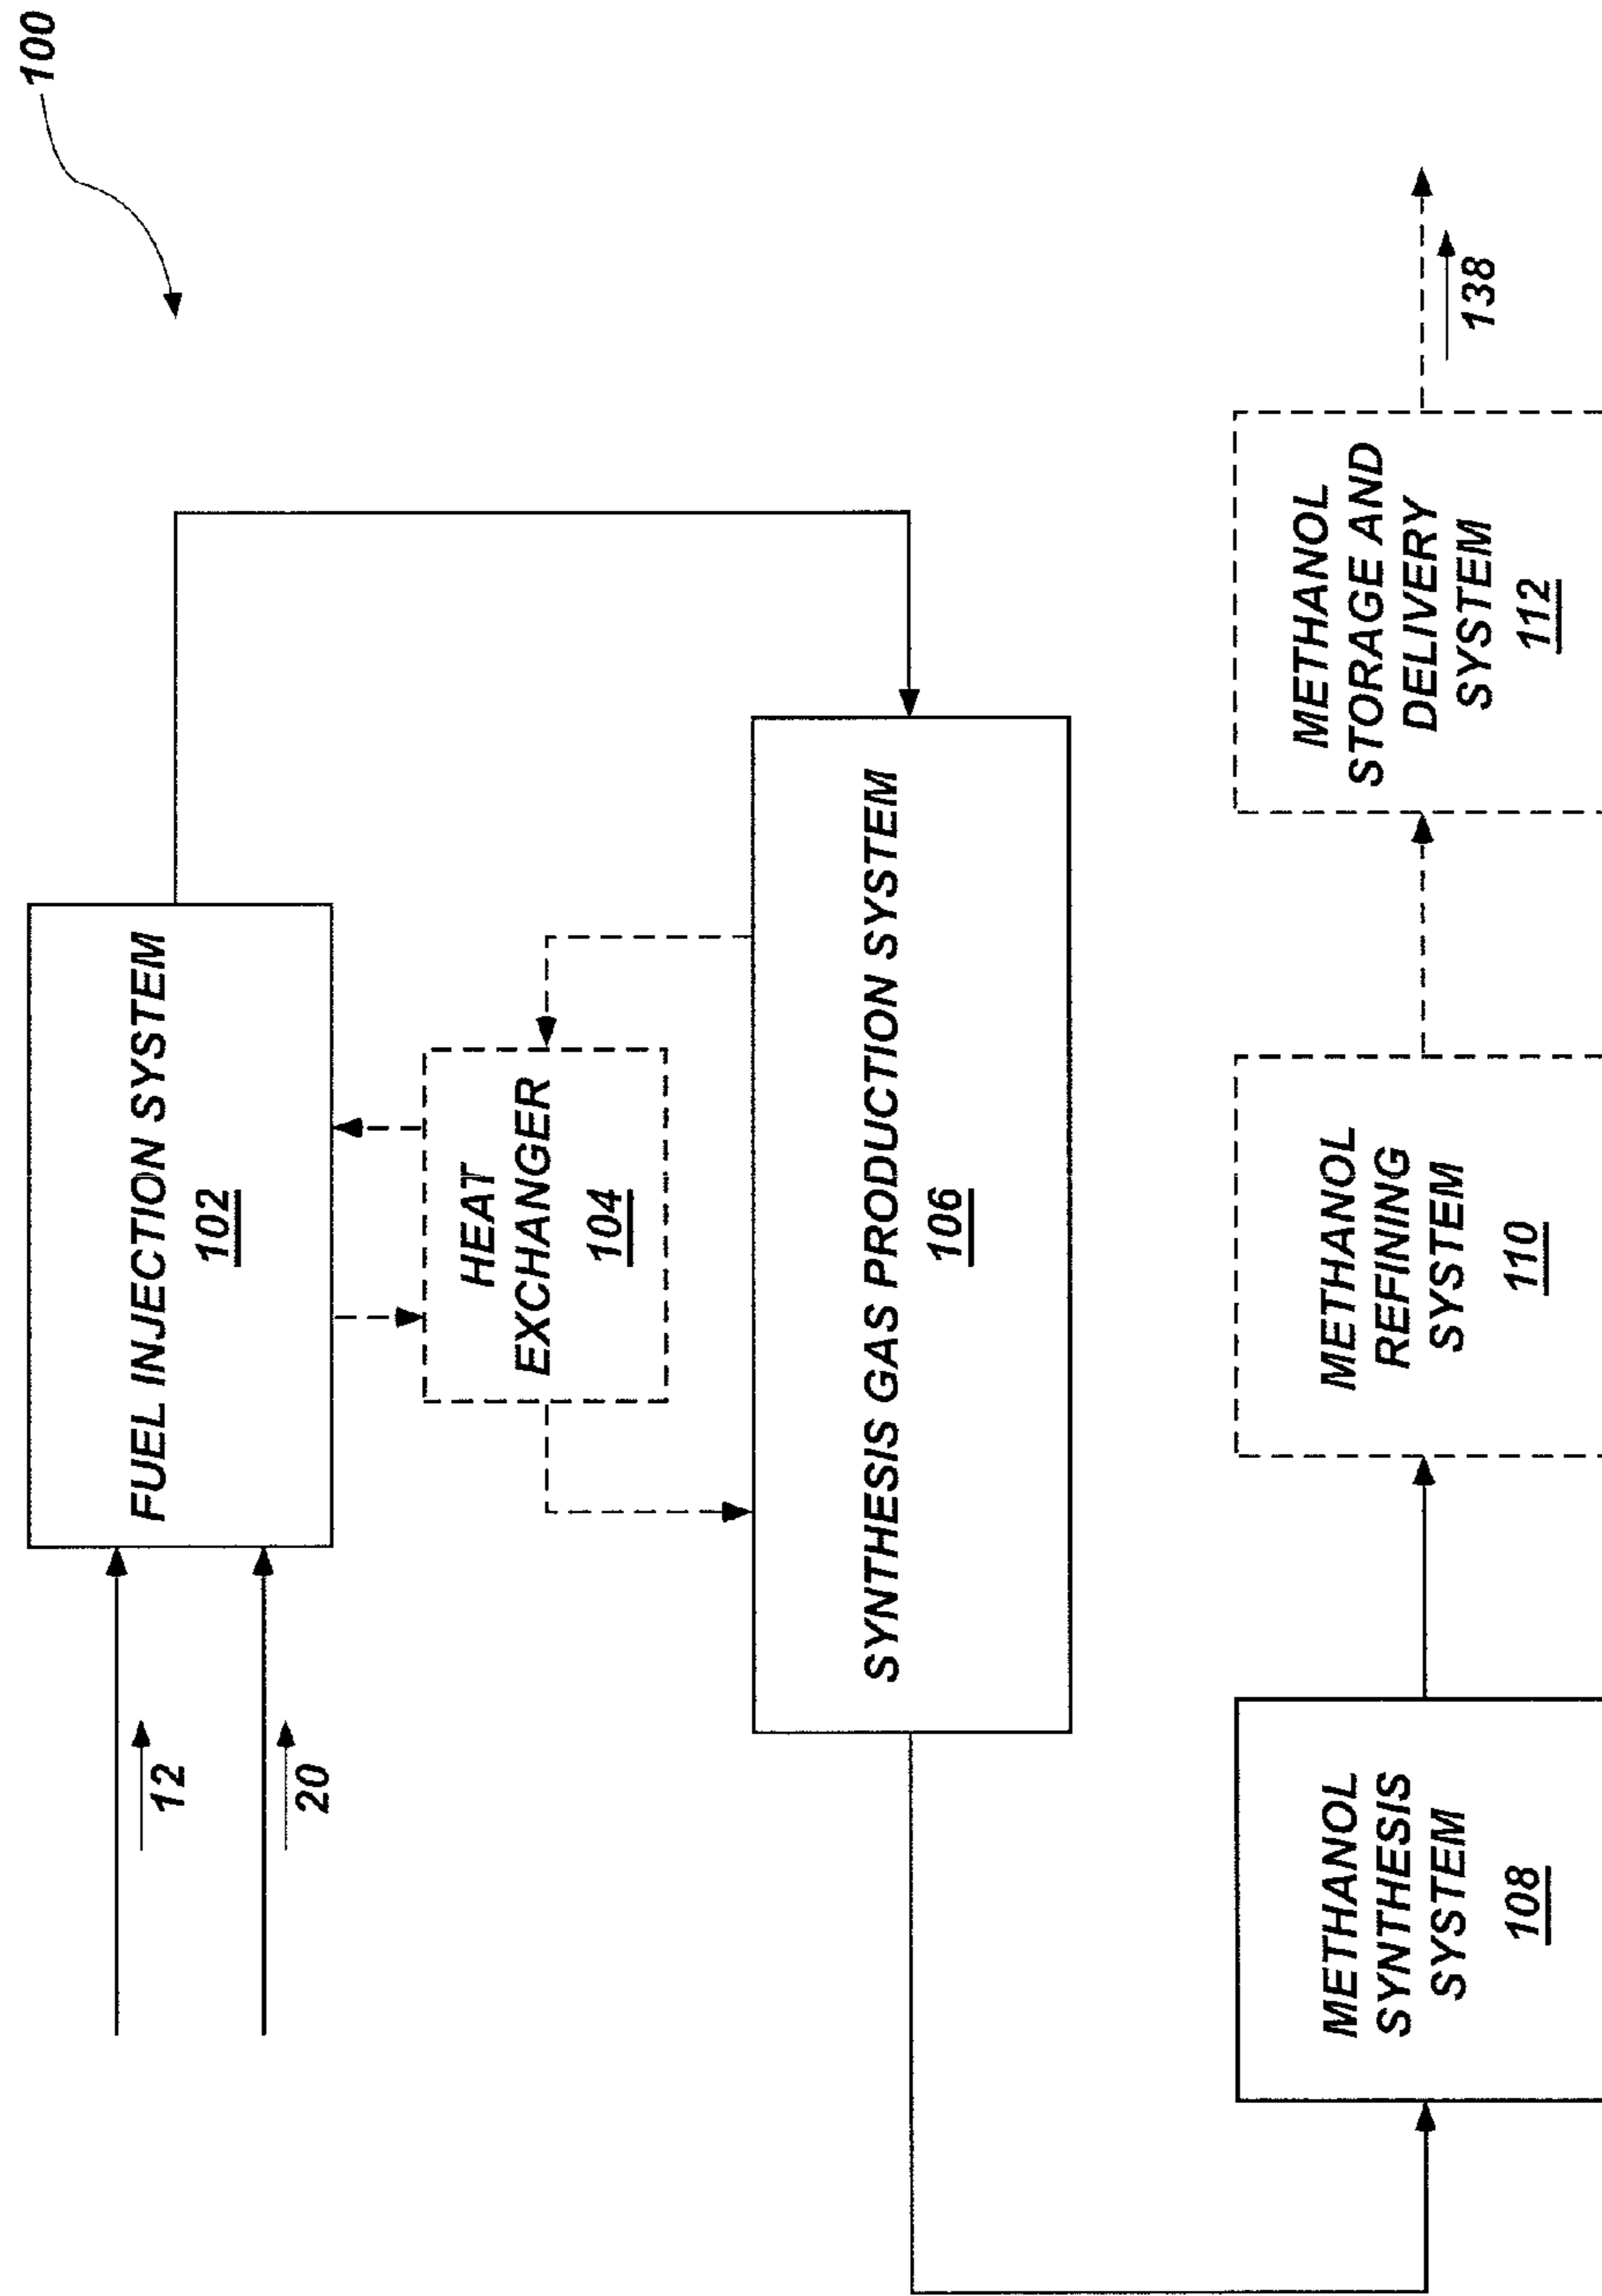 100
12
20
FUEL INJECTION SYSTEM
102
HEAT
EXCHANGER
104
SYNTHESIS GAS PRODUCTION SYSTEM
106
METHANOL
SYNTHESIS
SYSTEM
108
METHANOL
REFINING
SYSTEM
110
METHANOL
STORAGE AND
DELIVERY
SYSTEM
112
138